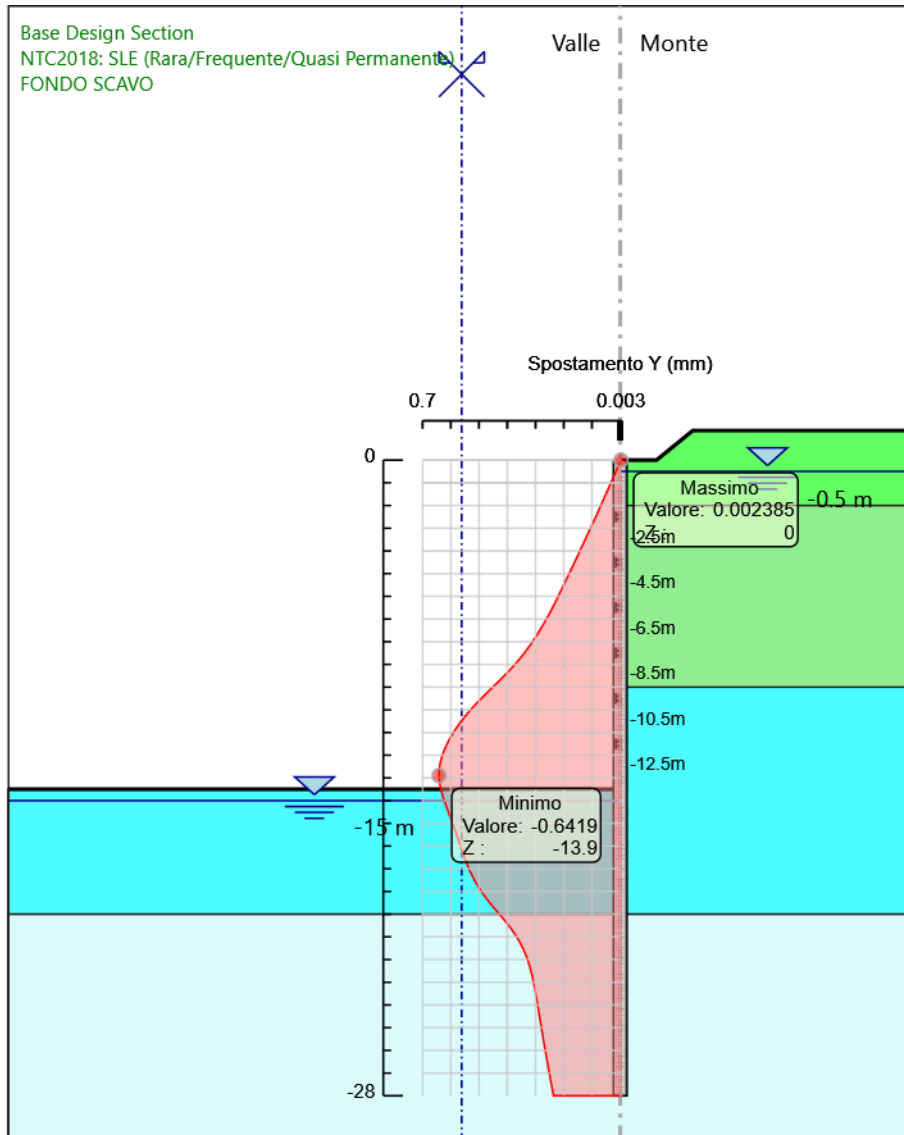 Base Design Section
NTC2018: SLE (Rara/Frequente/Quasi Permanente)
FONDO SCAVO
Valle
Monte
Spostamento Y (mm)
0.7
0.003
0
Massimo
Valore: 0.002385
Z : 0
-0.5 m
-2.5m
-4.5m
-6.5m
-8.5m
-10.5m
-12.5m
Minimo
Valore: -0.6419
Z : -13.9
-15 m
-28